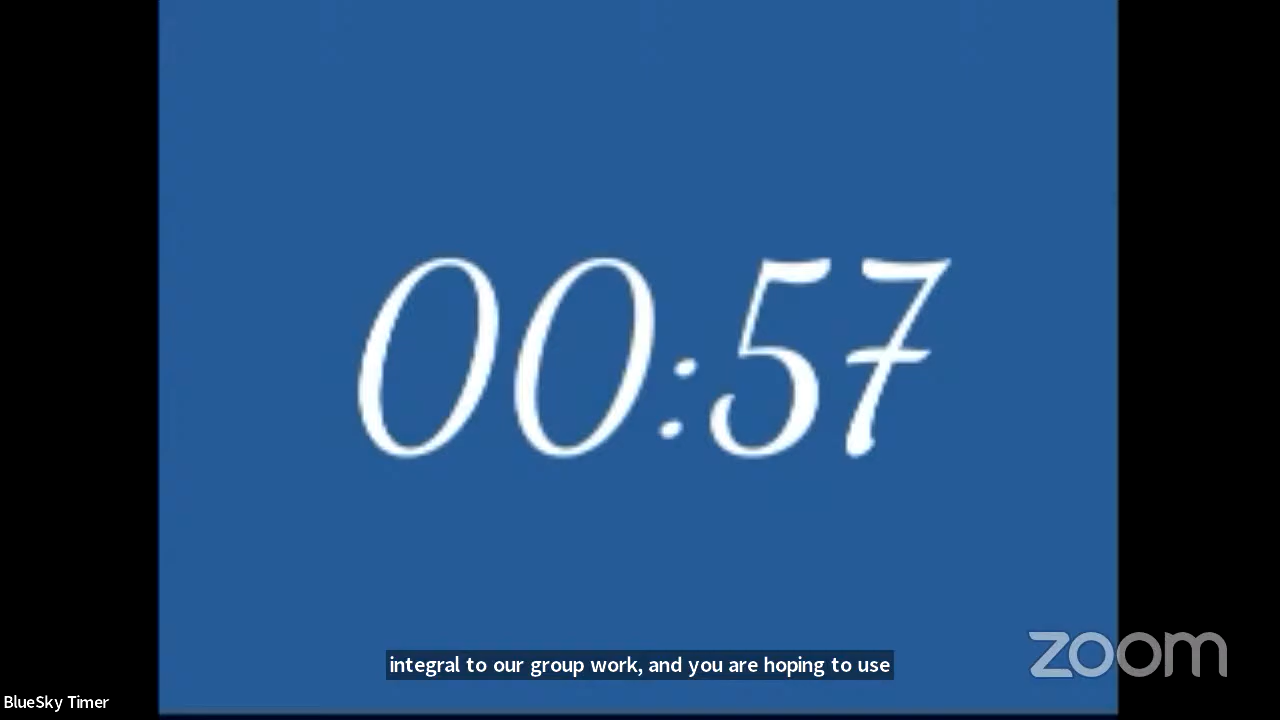 00:57
integral to our group work, and you are hoping to use
zoom
BlueSky Timer